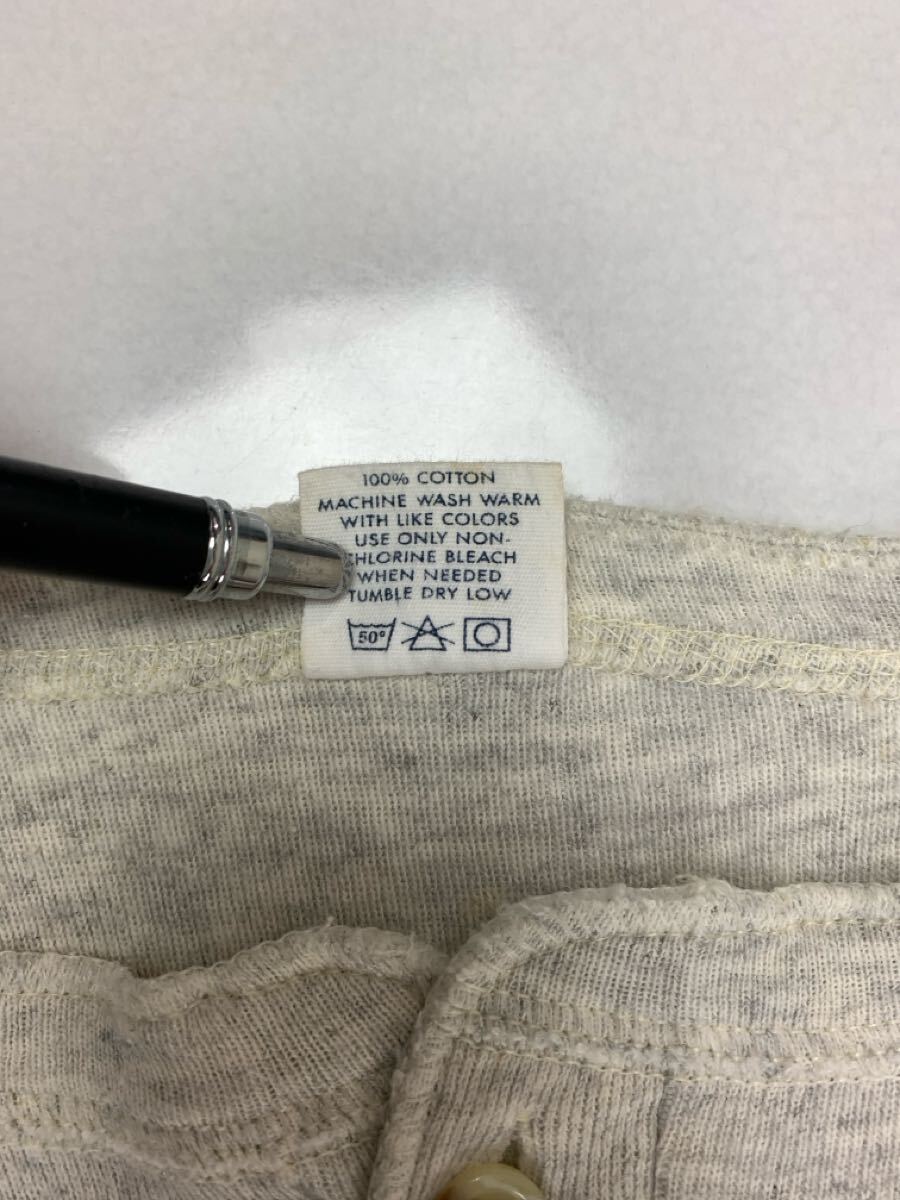 100% COTTON
MACHINE WASH WARM
WITH LIKE COLORS
USE ONLY NON-
CHLORINE BLEACH
WHEN NEEDED
TUMBLE DRY LOW
50°